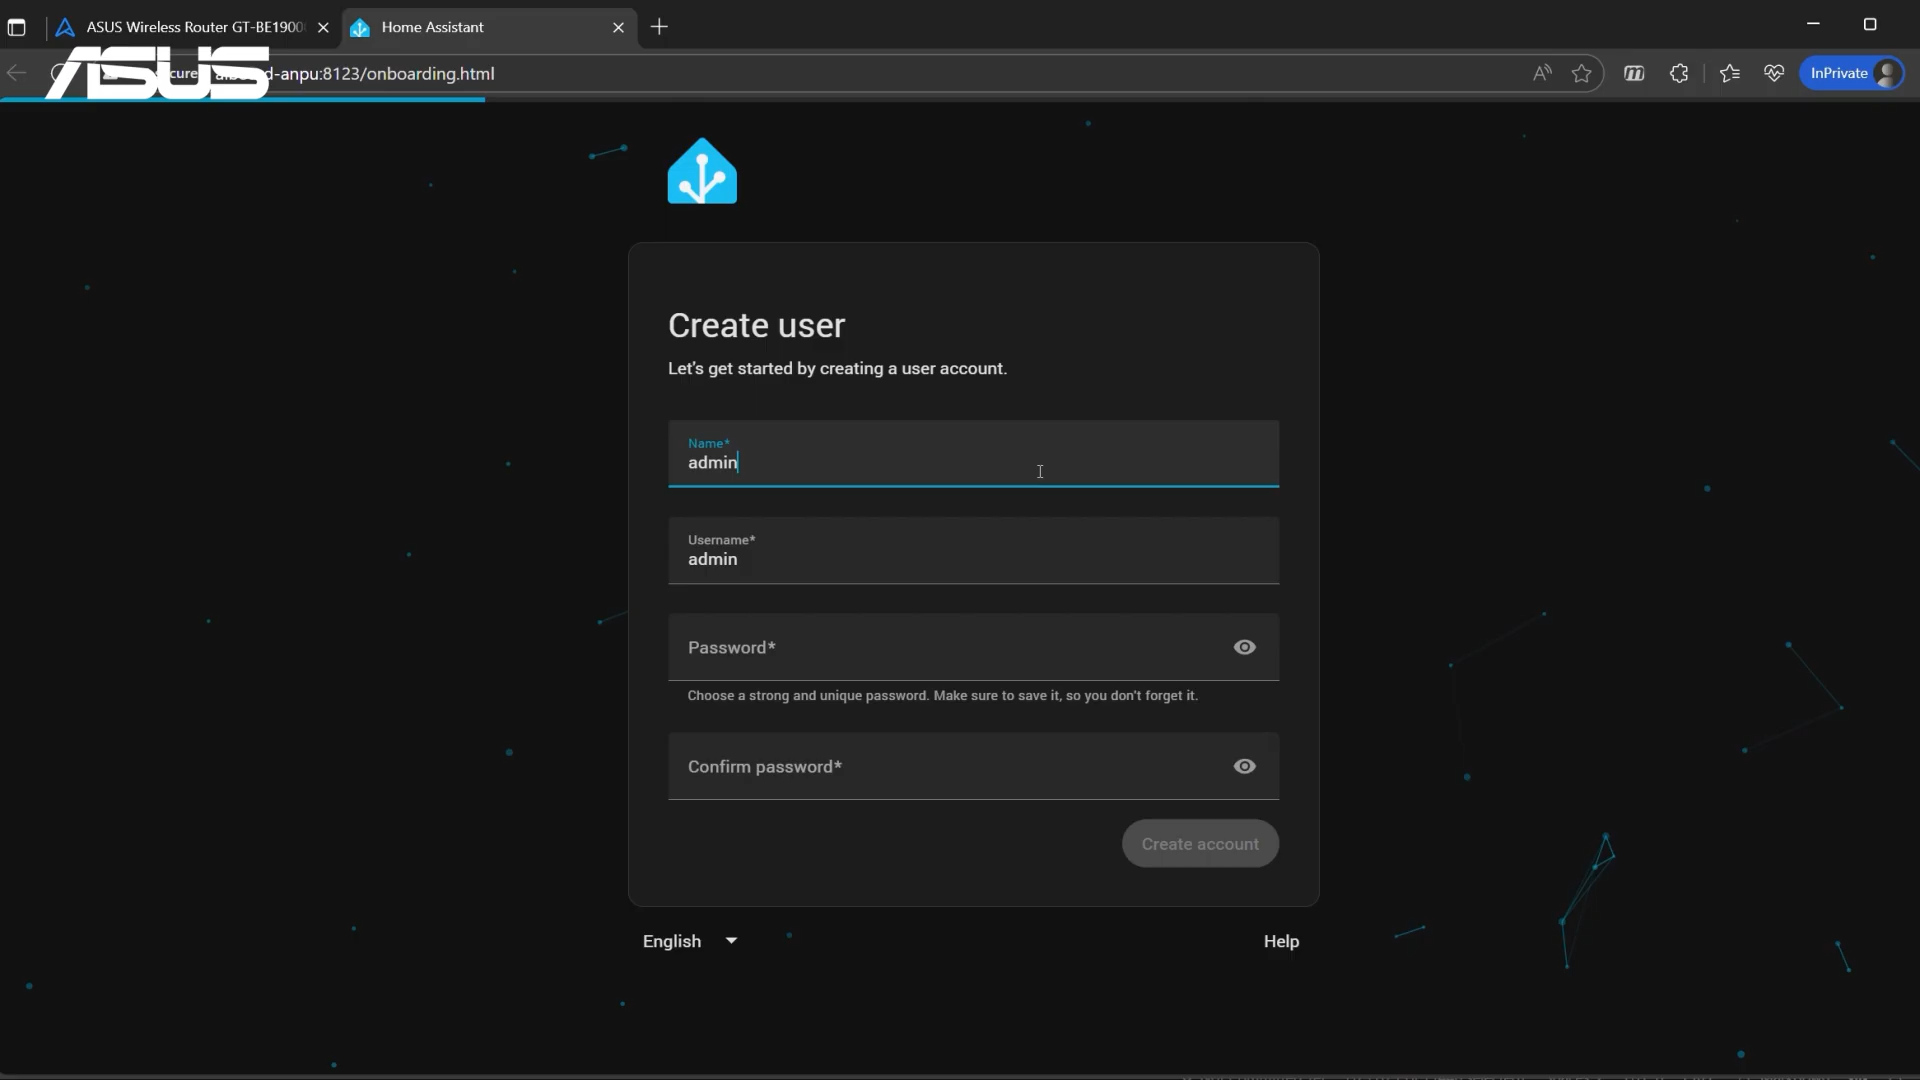 ASUS Wireless Router GT-BE1900
Home Assistant
ASUS
d-anpu:8123/onboarding.html
InPrivate
Create user
Let's get started by creating a user account.
Name*
admin
Username*
admin
Password*
Choose a strong and unique password. Make sure to save it, so you don't forget it.
Confirm password*
Create account
English
Help